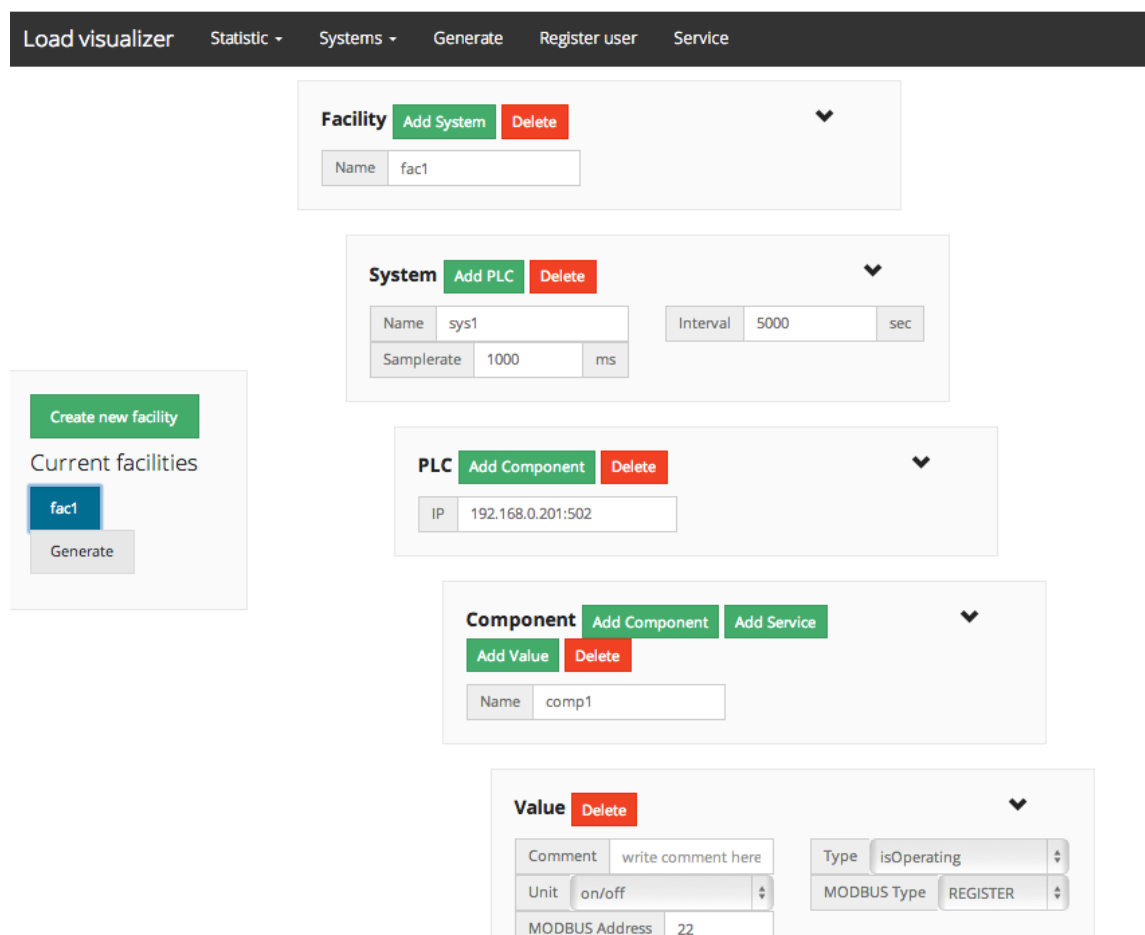 Load visualizer Statistic Systems Generate Register user Service
Facility Add System Delete
Name fac1
System Add PLC Delete
Name sys1 Interval 5000 sec
Samplerate 1000 ms
Create new facility
Current facilities
fac1
Generate
PLC Add Component Delete
IP 192.168.0.201:502
Component Add Component Add Service
Add Value Delete
Name comp1
Value Delete
Comment write comment here Type isOperating
Unit on/off MODBUS Type REGISTER
MODBUS Address 22